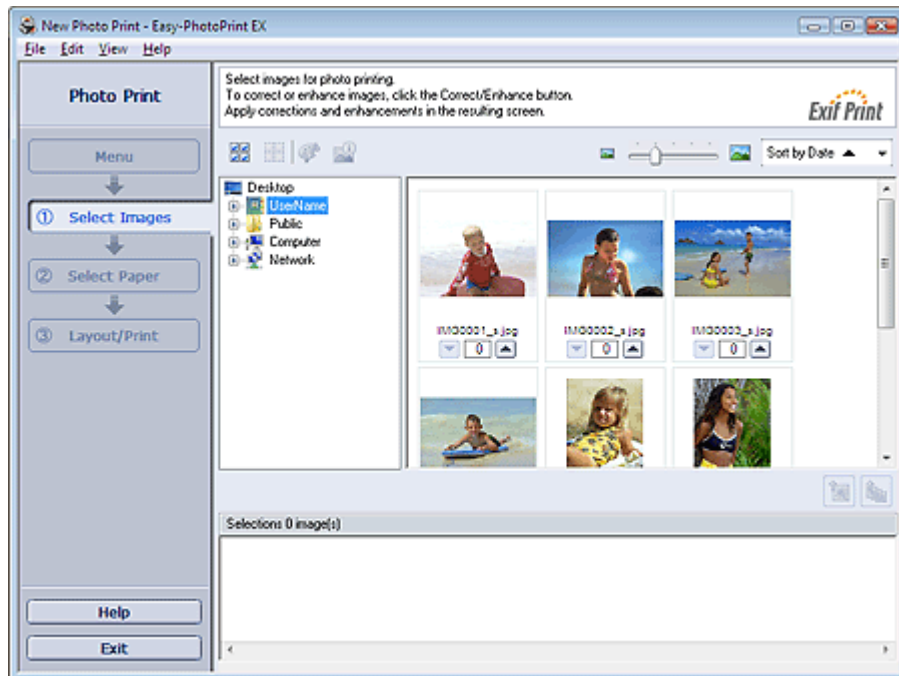 New Photo Print - Easy-PhotoPrint EX
File Edit View Help
Photo Print
Select images for photo printing.
To correct or enhance images, click the Correct/Enhance button.
Apply corrections and enhancements in the resulting screen.
Exif Print
Menu
1 Select Images
2 Select Paper
3 Layout/Print
Sort by Date
Desktop
UserName
Public
Computer
Network
IMG0001_s.jpg IMG0002_s.jpg IMG0003_s.jpg
0 0 0
Selections 0 image(s)
Help
Exit